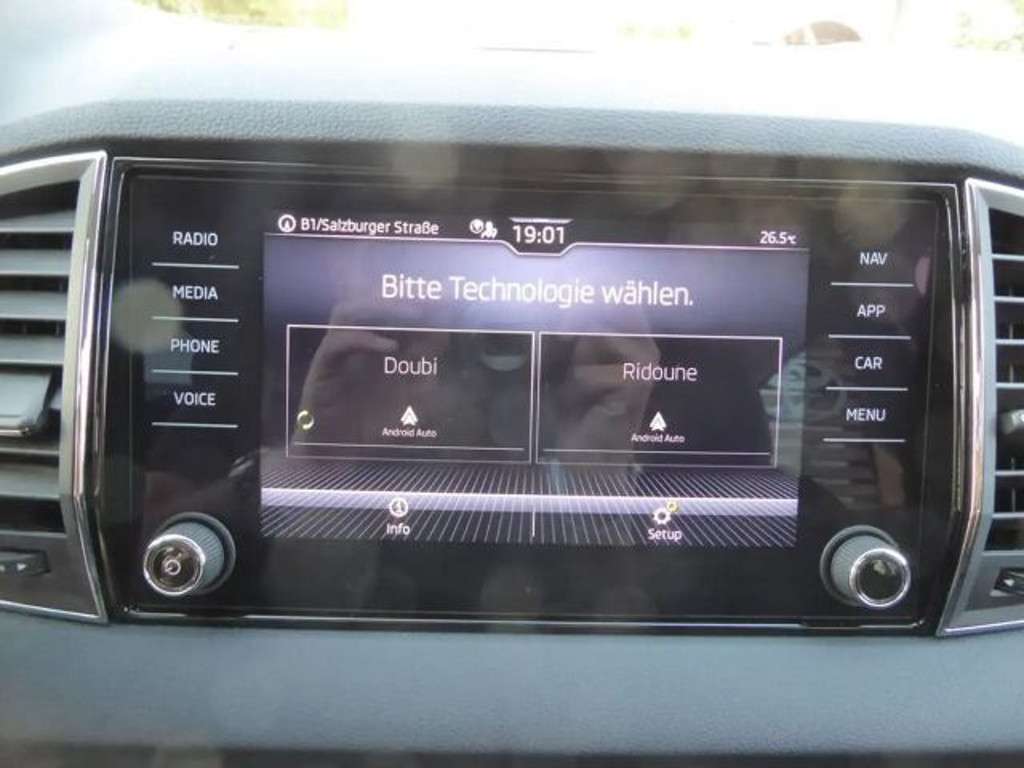 B1/Salzburger Straße 19:01 26.5°C
RADIO
MEDIA
PHONE
VOICE
Bitte Technologie wählen.
Doubi
Android Auto
Ridoune
Android Auto
Info
Setup
NAV
APP
CAR
MENU